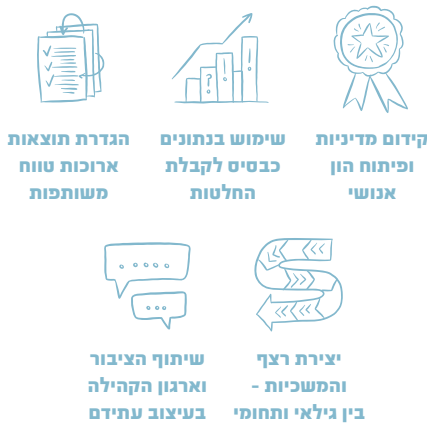 קידום מדיניות
ופיתוח הון
אנושי
שימוש בנתונים
כבסיס לקבלת
החלטות
הגדרת תוצאות
ארוכות טווח
משותפות
יצירת רצף
והמשכיות -
בין גילאי ותחומי
שיתוף הציבור
וארגון הקהילה
בעיצוב עתידם